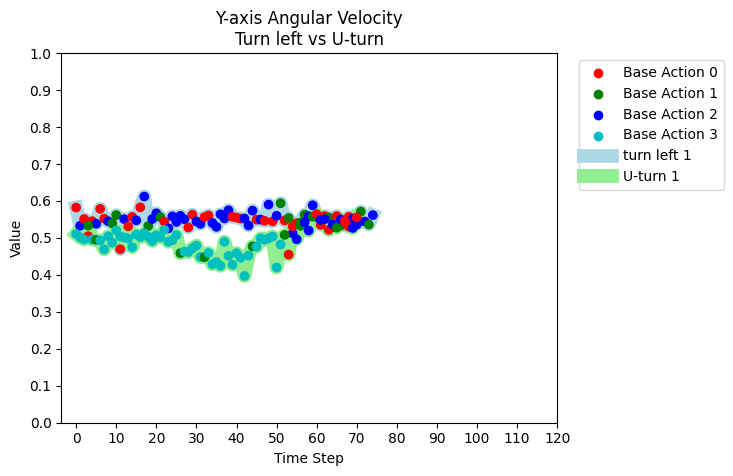 Y-axis Angular Velocity
Turn left vs U-turn
Value
1.0
0.9
0.8
0.7
0.6
0.5
0.4
0.3
0.2
0.1
0.0
0 10 20 30 40 50 60 70 80 90 100 110 120
Time Step
Base Action 0
Base Action 1
Base Action 2
Base Action 3
turn left 1
U-turn 1